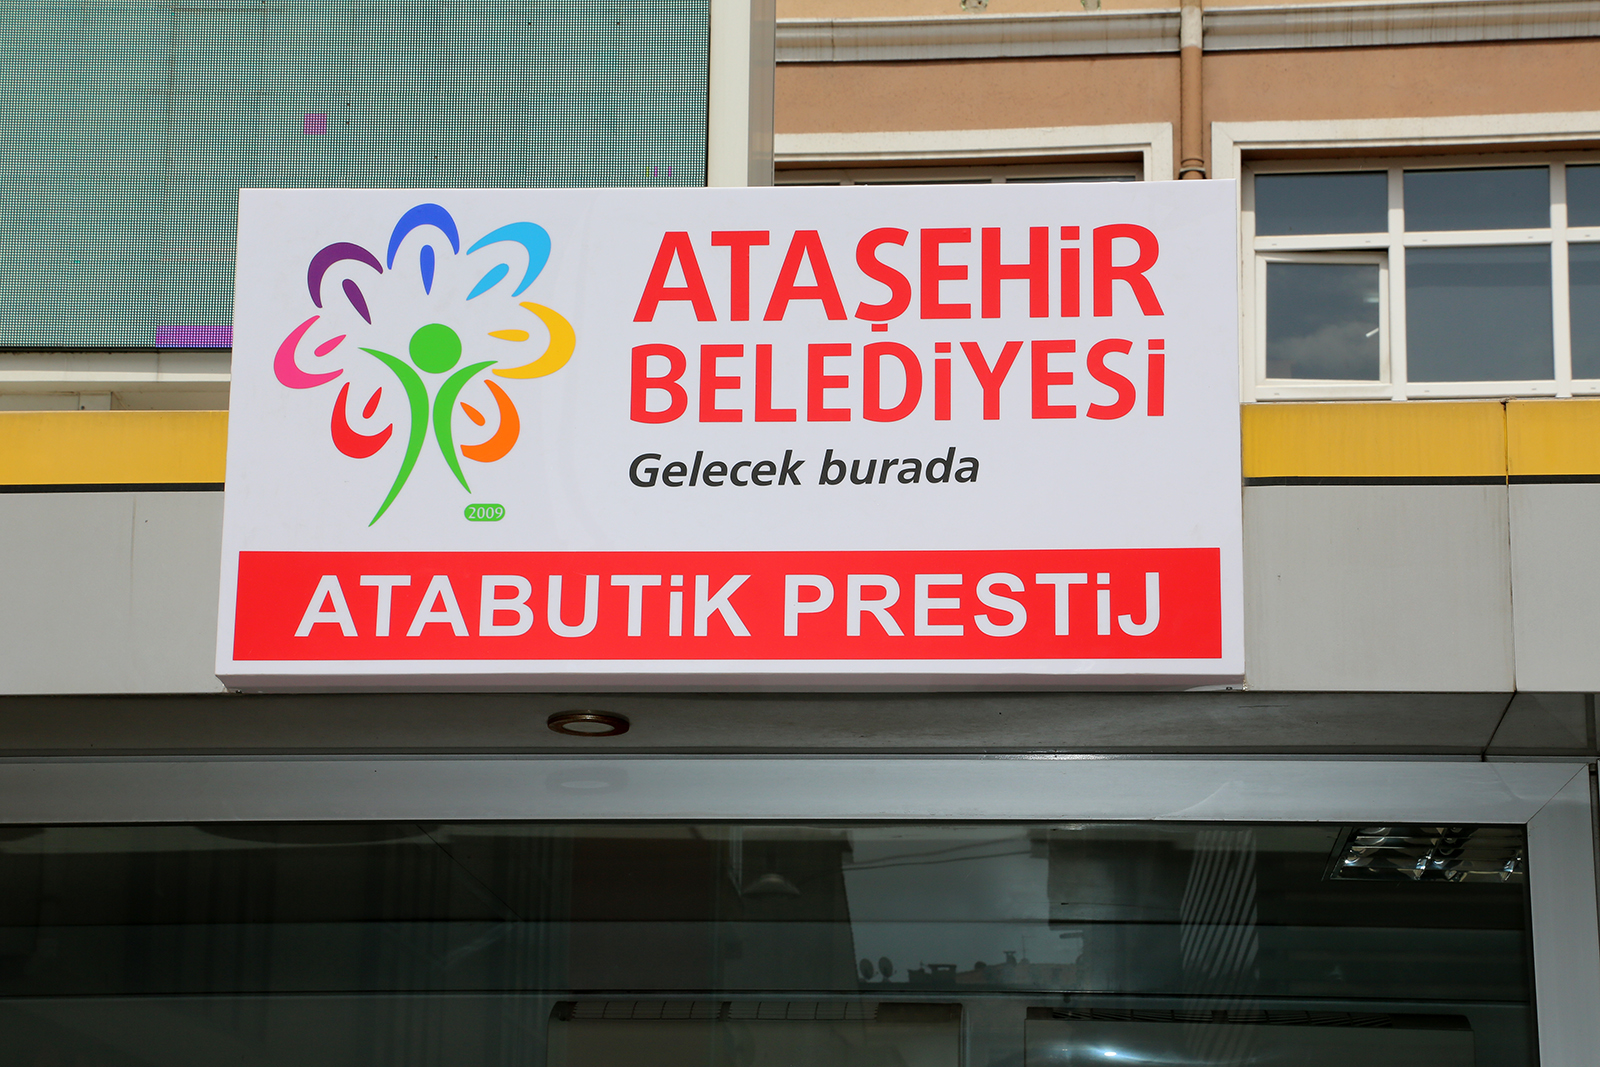 ATAŞEHİR
BELEDİYESİ
Gelecek burada
2009
ATABUTİK PRESTİJ